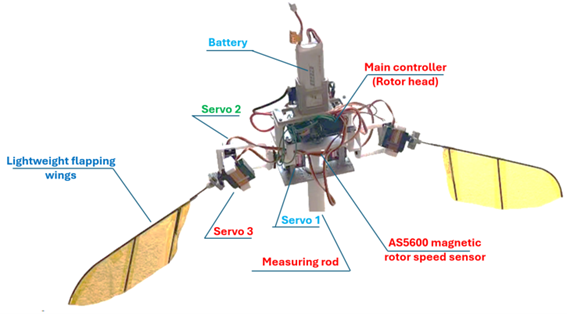 Battery
Main controller
(Rotor head)
Servo 2
Lightweight flapping
wings
Servo 1
Servo 3
AS5600 magnetic
rotor speed sensor
Measuring rod